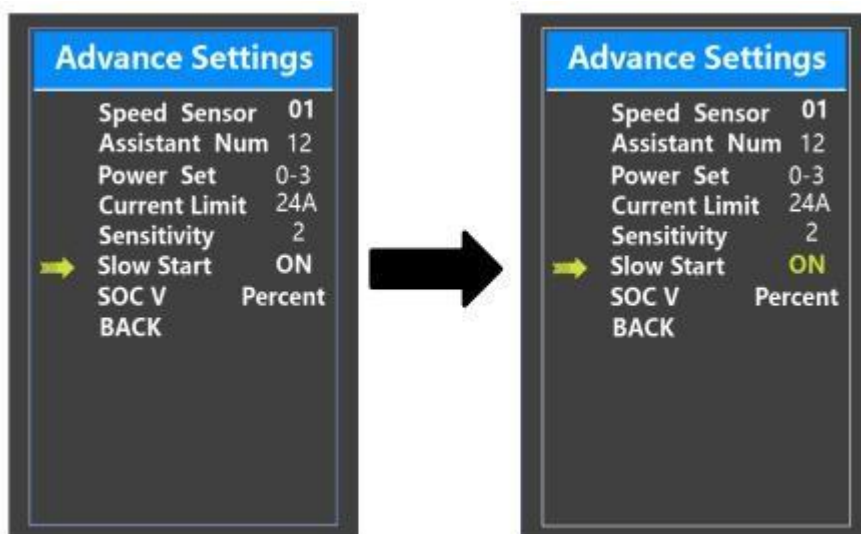 Advance Settings
Speed Sensor 01
Assistant Num 12
Power Set 0-3
Current Limit 24A
Sensitivity 2
Slow Start ON
SOC V Percent
BACK
Advance Settings
Speed Sensor 01
Assistant Num 12
Power Set 0-3
Current Limit 24A
Sensitivity 2
Slow Start ON
SOC V Percent
BACK